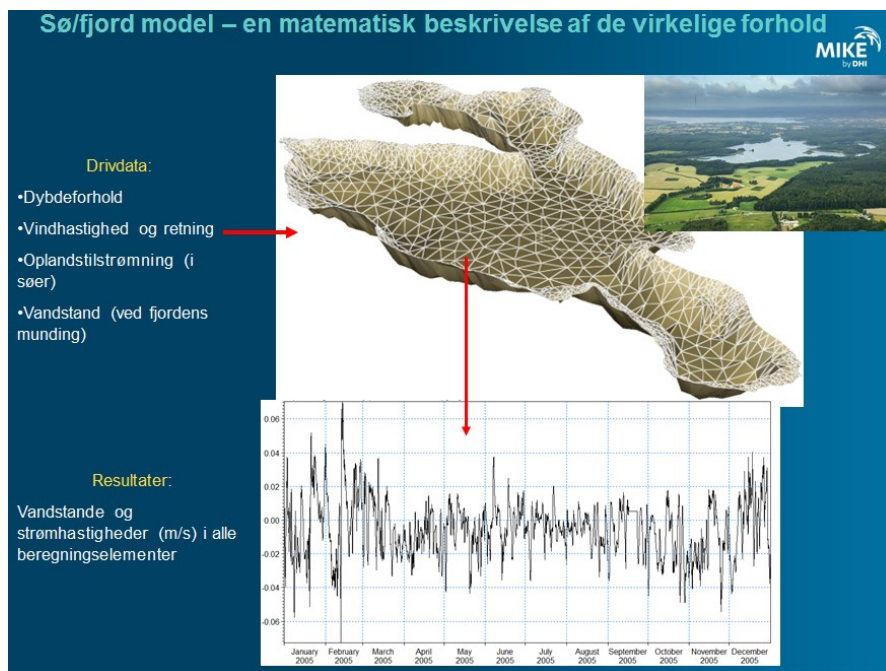 Sø/fjord model – en matematisk beskrivelse af de virkelige forhold
MIKE
by DHI
Drivdata:
•Dybdeforhold
•Vindhastighed og retning
•Oplandstilstrømning (i
søer)
•Vandstand (ved fjordens
munding)
Resultater:
Vandstande og
strømhastigheder (m/s) i alle
beregningselementer
0.06
0.04
0.02
0.00
-0.02
-0.04
-0.06
January February March April May June July August September October November December
2005 2005 2005 2005 2005 2005 2005 2005 2005 2005 2005 2005